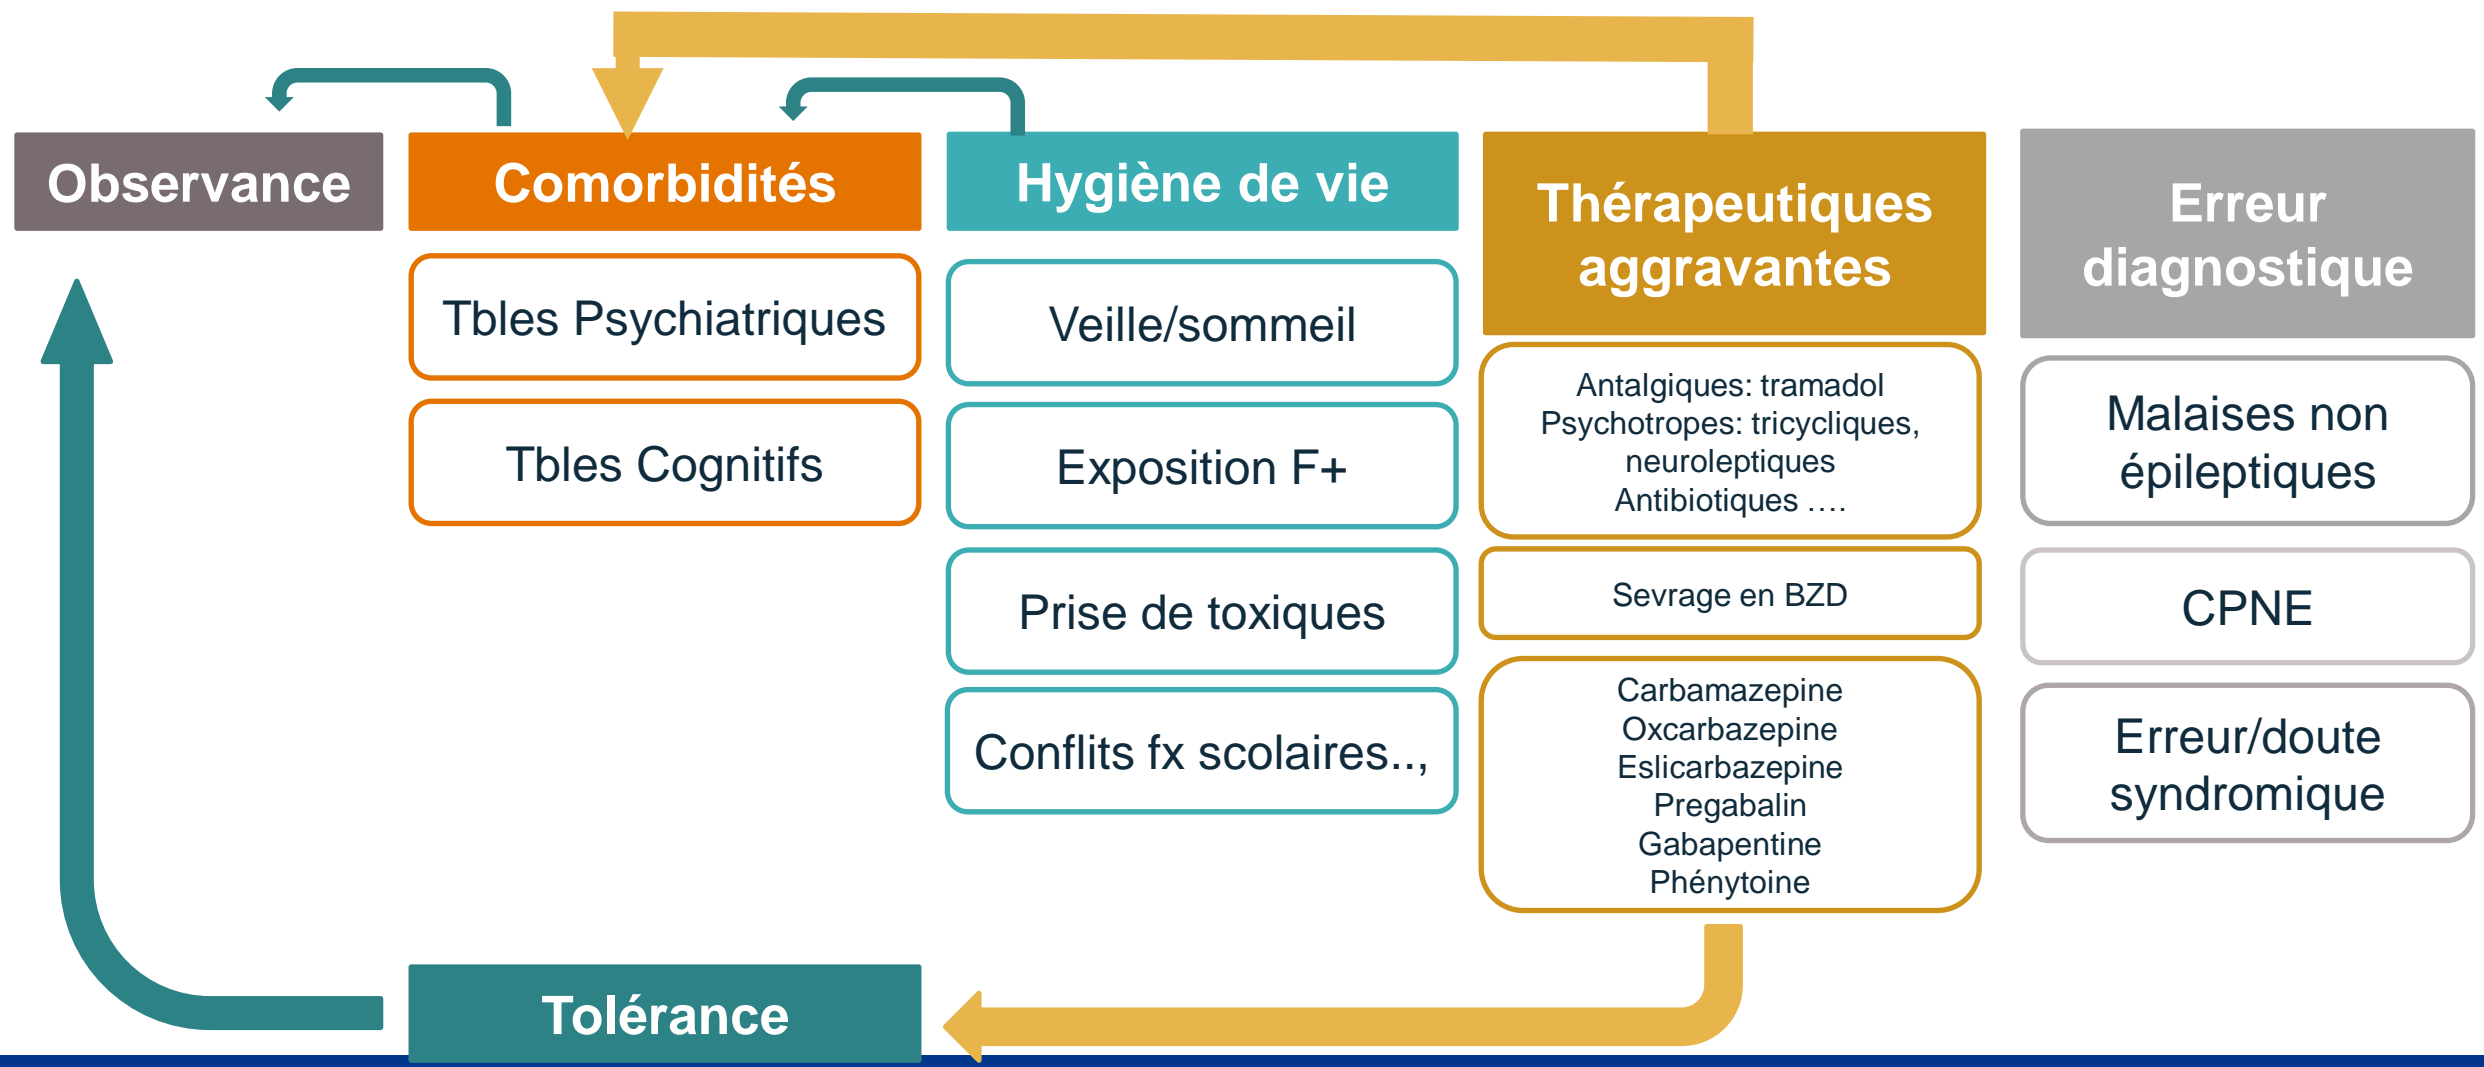 Observance
Comorbidités
Tbles Psychiatriques
Tbles Cognitifs
Hygiène de vie
Veille/sommeil
Exposition F+
Prise de toxiques
Conflits fx scolaires..,
Thérapeutiques
aggravantes
Antalgiques: tramadol
Psychotropes: tricycliques,
neuroleptiques
Antibiotiques ….
Sevrage en BZD
Carbamazepine
Oxcarbazepine
Eslicarbazepine
Pregabalin
Gabapentine
Phénytoine
Erreur
diagnostique
Malaises non
épileptiques
CPNE
Erreur/doute
syndromique
Tolérance